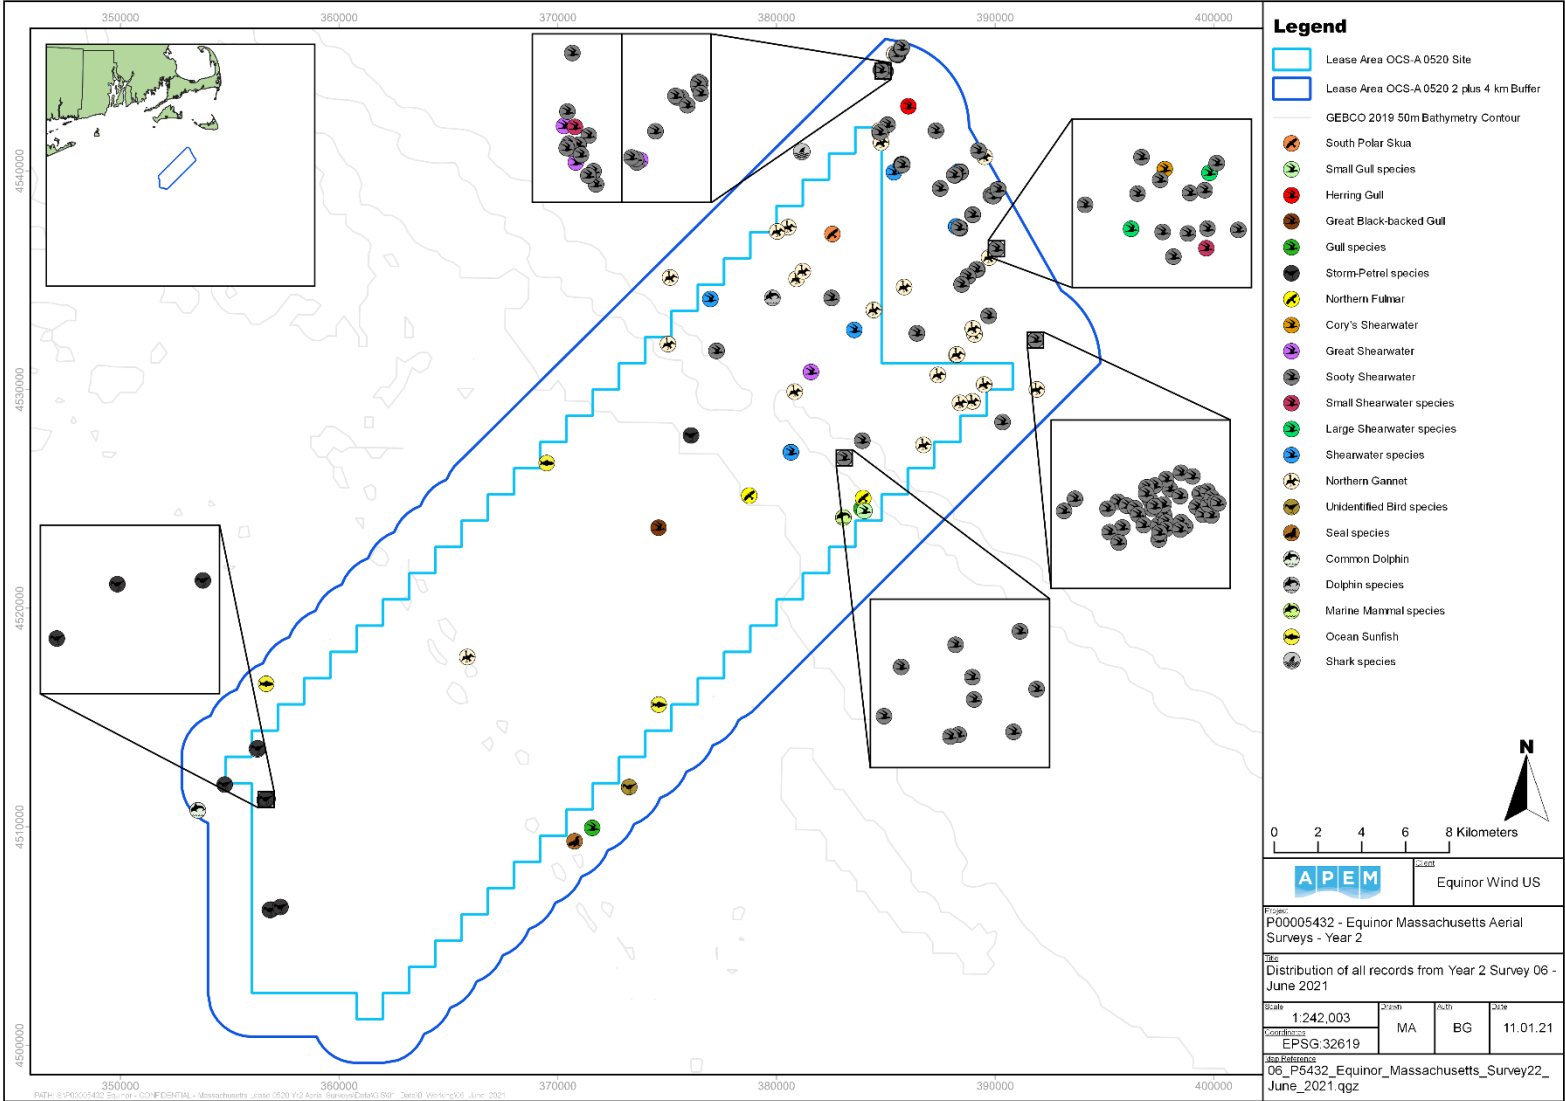 350000
360000
370000
380000
390000
400000
4540000
4530000
4520000
4510000
4500000
350000
360000
370000
380000
390000
400000
Legend
Lease Area OCS-A 0520 Site
Lease Area OCS-A 0520 2 plus 4 km Buffer
GEBCO 2019 50m Bathymetry Contour
South Polar Skua
Small Gull species
Herring Gull
Great Black-backed Gull
Gull species
Storm-Petrel species
Northern Fulmar
Cory's Shearwater
Great Shearwater
Sooty Shearwater
Small Shearwater species
Large Shearwater species
Shearwater species
Northern Gannet
Unidentified Bird species
Seal species
Common Dolphin
Dolphin species
Marine Mammal species
Ocean Sunfish
Shark species
N
0 2 4 6 8 Kilometers
APEM
Client
Equinor Wind US
Project
P00005432 - Equinor Massachusetts Aerial
Surveys - Year 2
Title
Distribution of all records from Year 2 Survey 06 -
June 2021
Scale
1:242,003
Coordinates
EPSG:32619
Drawn
MA
Auth
BG
Date
11.01.21
Map Reference
06_P5432_Equinor_Massachusetts_Survey22_
June_2021.qgz